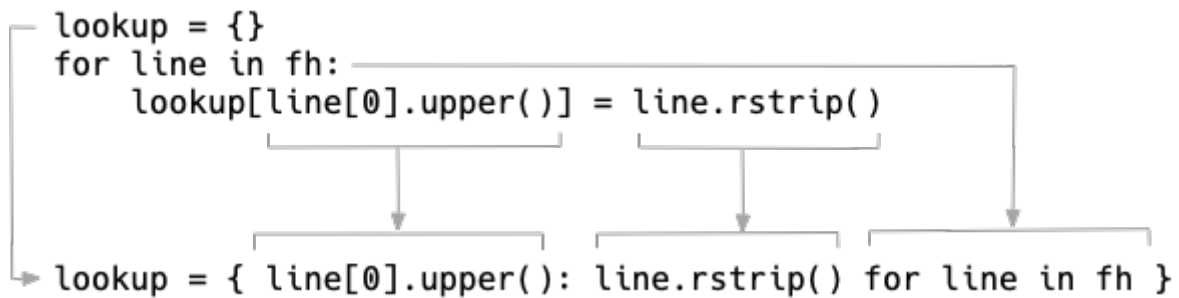 lookup = {}
for line in fh:
    lookup[line[0].upper()] = line.rstrip()
lookup = { line[0].upper(): line.rstrip() for line in fh }